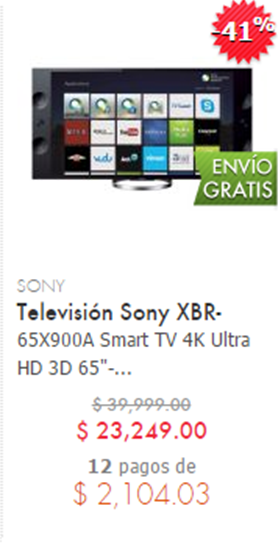 -41%
ENVÍO
GRATIS
SONY
Televisión Sony XBR-
65X900A Smart TV 4K Ultra
HD 3D 65"-...
$ 39,999.00
$ 23,249.00
12 pagos de
$ 2,104.03